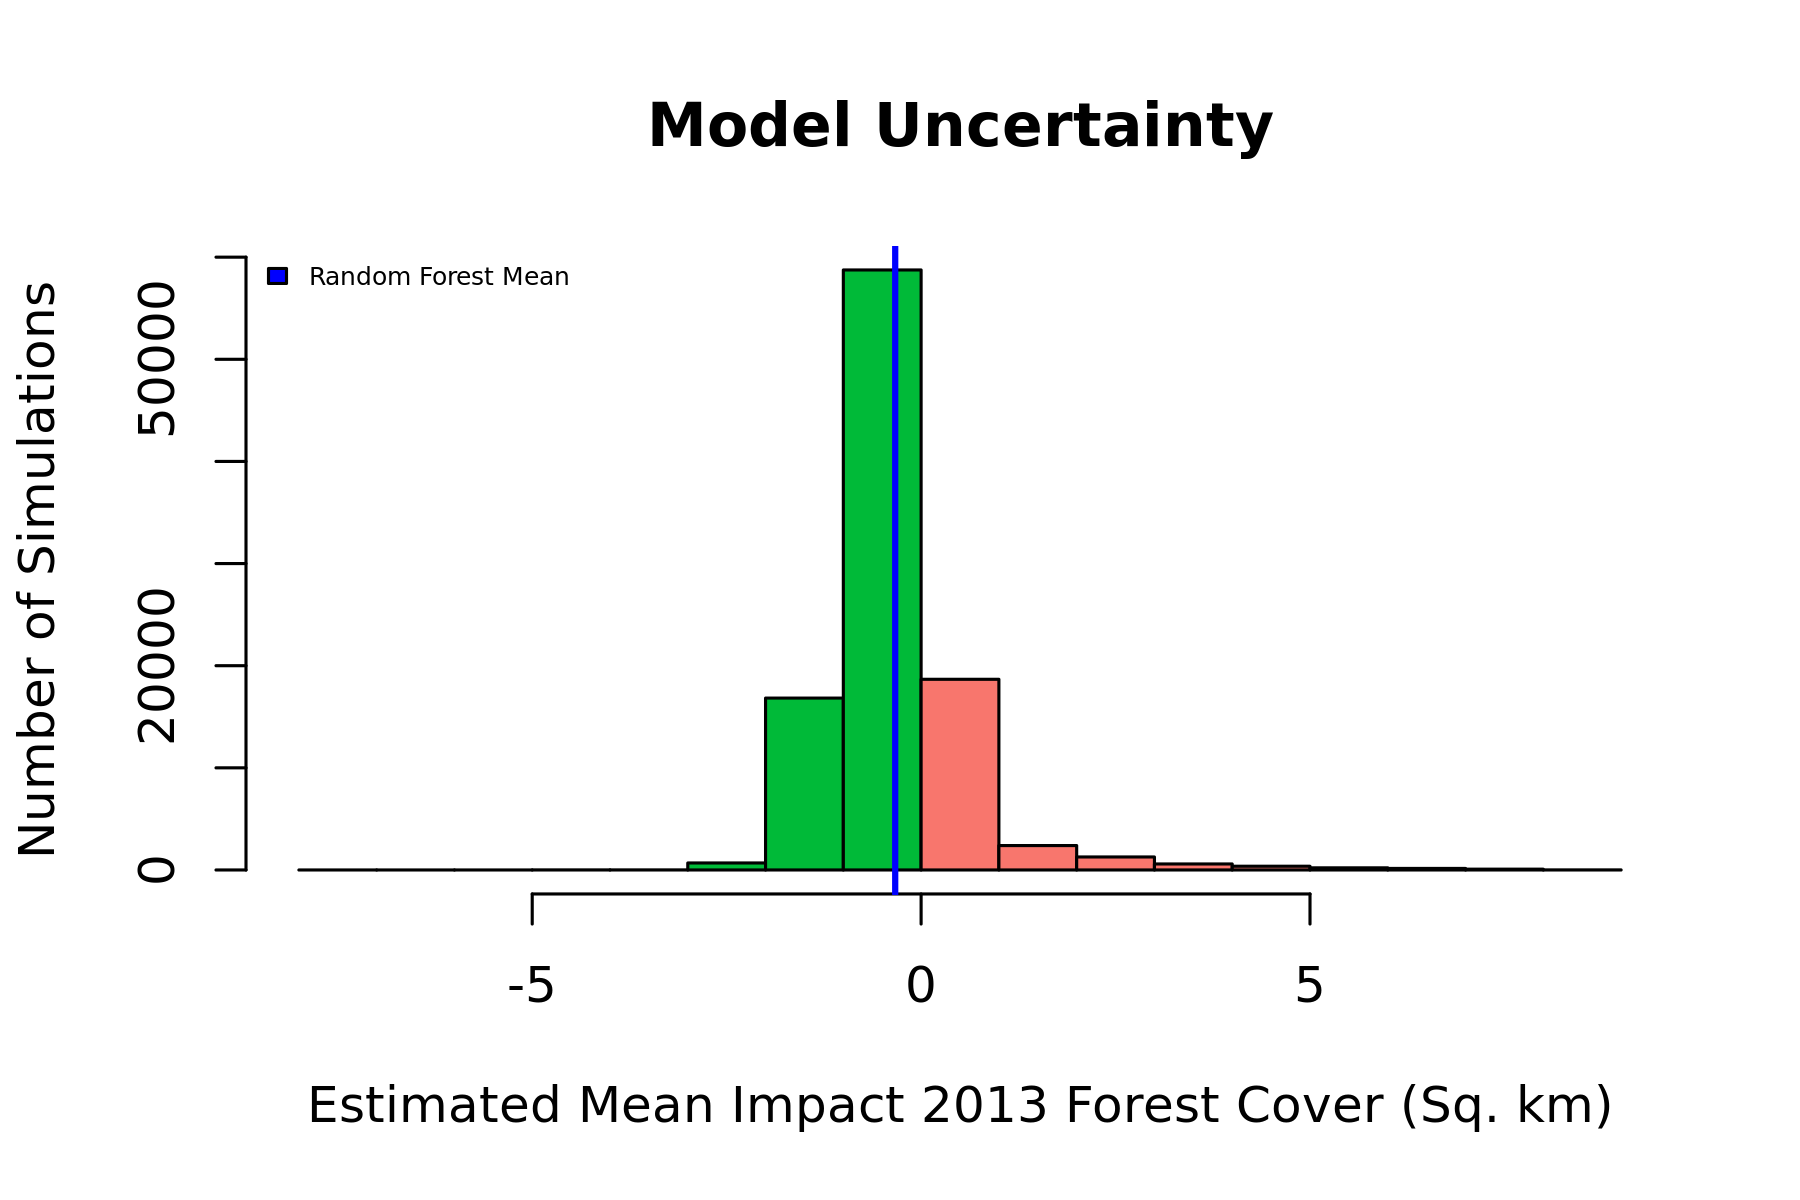 Model Uncertainty
Random Forest Mean
Number of Simulations
50000
20000
0
-5 0 5
Estimated Mean Impact 2013 Forest Cover (Sq. km)